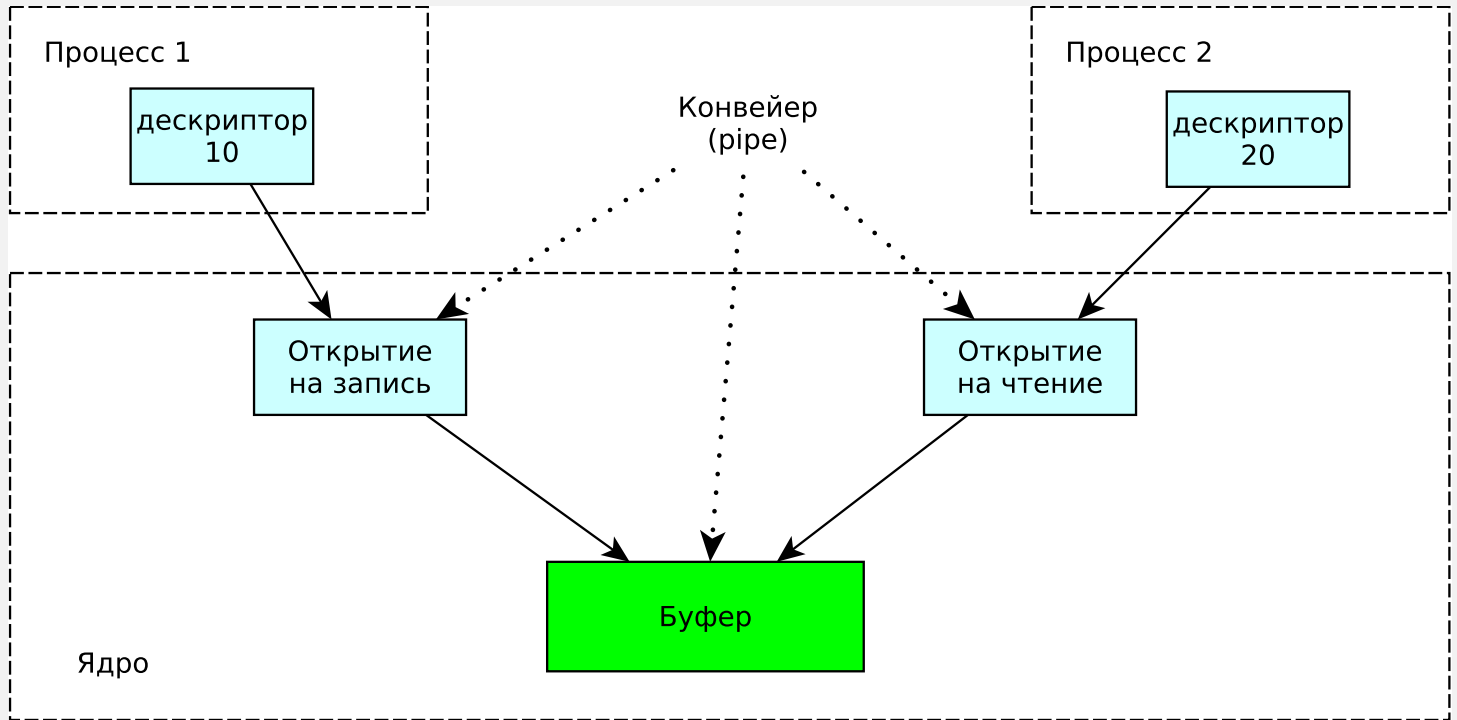 Процесс 1
дескриптор
10
Конвейер
(pipe)
Процесс 2
дескриптор
20
Открытие
на запись
Открытие
на чтение
Буфер
Ядро